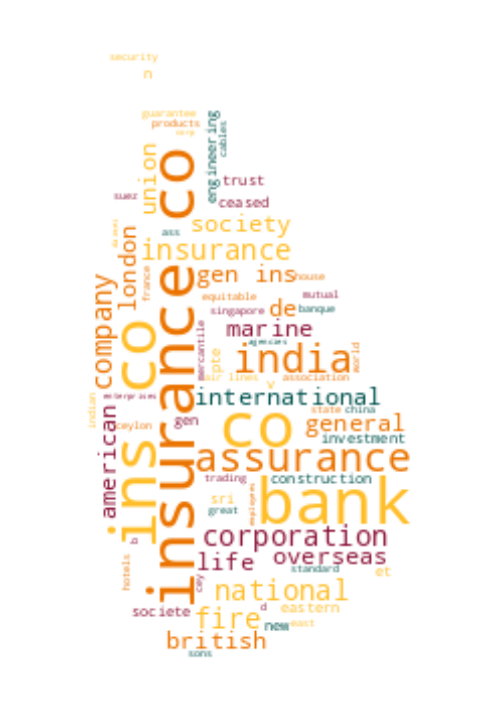 security
n
guarantee
products
corp
engineering
cables
union
insurance co
trust
suez
ceased
society
ass
london
insurance
france
gen ins
house
company
equitable
mutual
de
singapore
banque
ins co
marine
mercantile
agencies
india
world
pte
air lines
association
v
enterprises
international
indian
american
state
china
gen
co
general
ceylon
investment
assurance
trading
construction
bank
employees
sri
great
corporation
b
life
overseas
standard
hotels
et
cey
national
societe
d
eastern
fire
new
east
british
sons